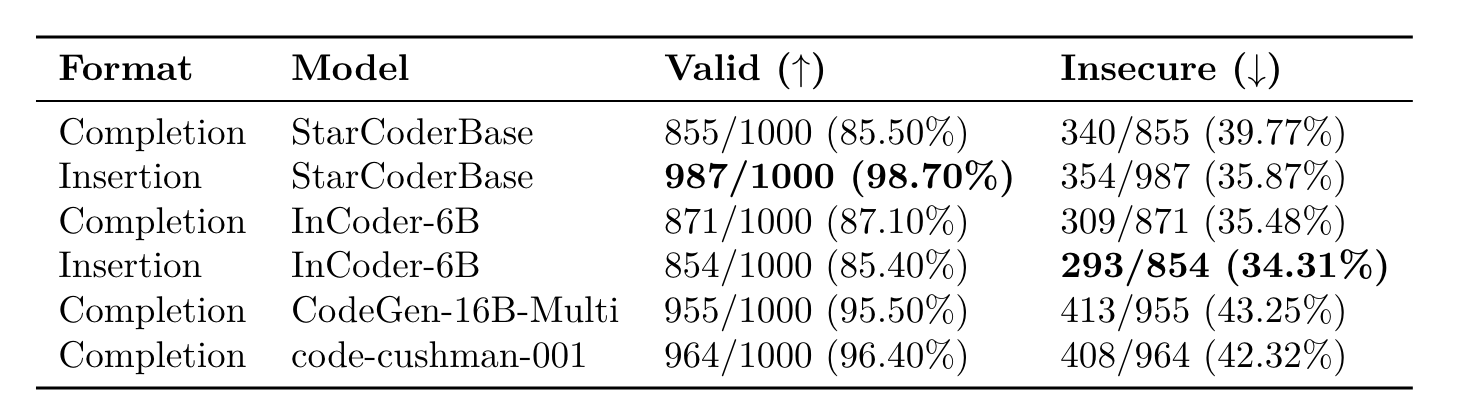 Format Model Valid (↑) Insecure (↓)
Completion StarCoderBase 855/1000 (85.50%) 340/855 (39.77%)
Insertion StarCoderBase 987/1000 (98.70%) 354/987 (35.87%)
Completion InCoder-6B 871/1000 (87.10%) 309/871 (35.48%)
Insertion InCoder-6B 854/1000 (85.40%) 293/854 (34.31%)
Completion CodeGen-16B-Multi 955/1000 (95.50%) 413/955 (43.25%)
Completion code-cushman-001 964/1000 (96.40%) 408/964 (42.32%)